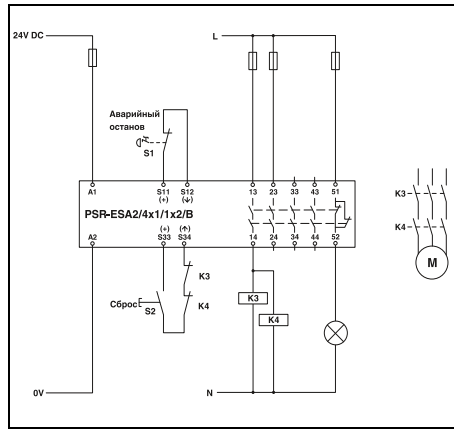 24V DC
L
Аварийный
останов
S1
A1
S11
S12
13
23
33
43
51
(+)
(↓)
PSR-ESA2/4x1/1x2/B
A2
(+)
(↑)
S33
S34
14
24
34
44
52
K3
K4
M
K3
K4
Сброс
S2
K3
K4
0V
N